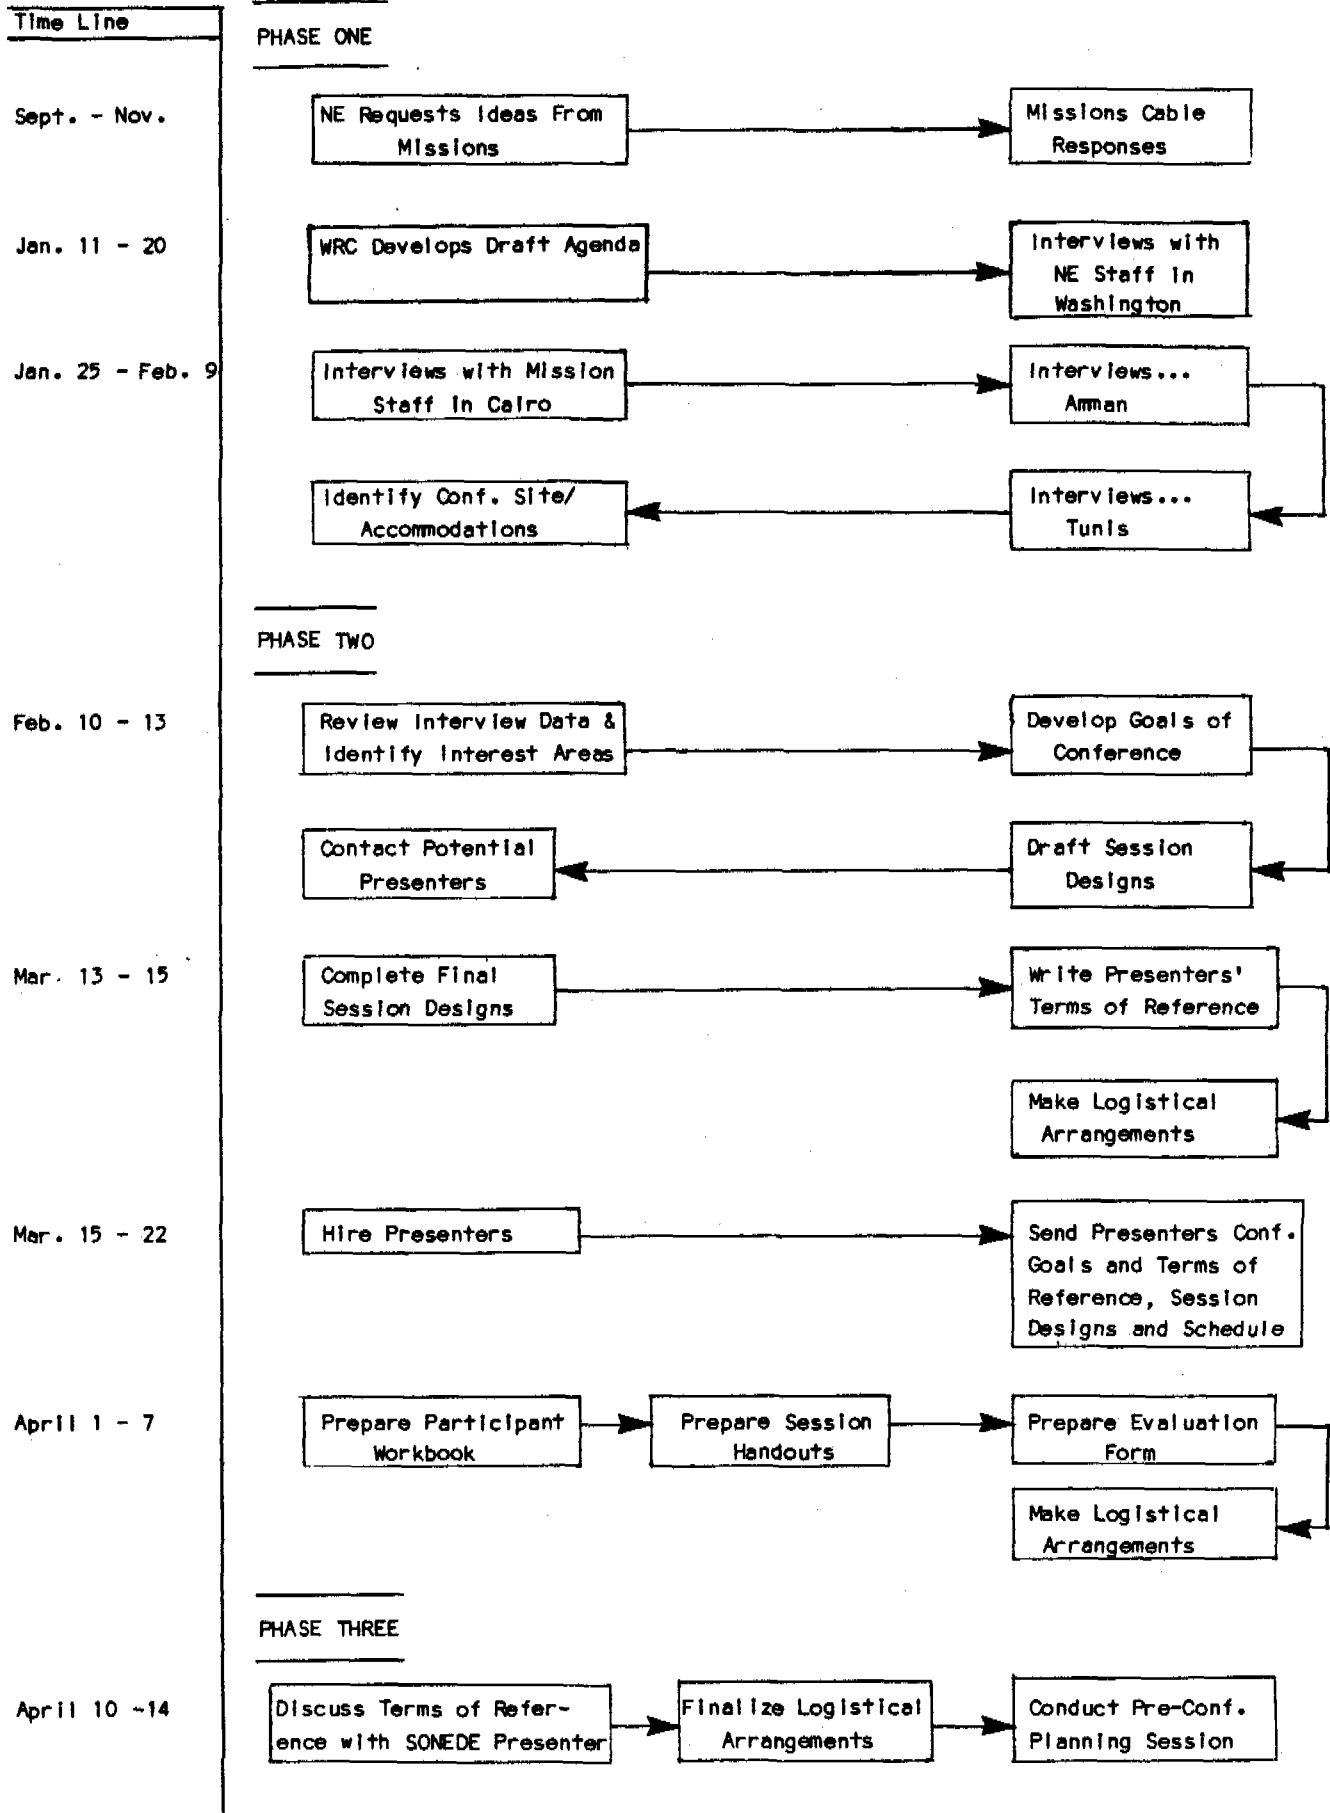 Time Line
PHASE ONE
Sept. - Nov.
NE Requests Ideas From
Missions
Missions Cable
Responses
Jan. 11 - 20
WRC Develops Draft Agenda
Interviews with
NE Staff in
Washington
Jan. 25 - Feb. 9
Interviews with Mission
Staff in Cairo
Interviews...
Amman
Identify Conf. Site/
Accommodations
Interviews...
Tunis
PHASE TWO
Feb. 10 - 13
Review Interview Data &
Identify Interest Areas
Develop Goals of
Conference
Contact Potential
Presenters
Draft Session
Designs
Mar. 13 - 15
Complete Final
Session Designs
Write Presenters'
Terms of Reference
Make Logistical
Arrangements
Mar. 15 - 22
Hire Presenters
Send Presenters Conf.
Goals and Terms of
Reference, Session
Designs and Schedule
April 1 - 7
Prepare Participant
Workbook
Prepare Session
Handouts
Prepare Evaluation
Form
Make Logistical
Arrangements
PHASE THREE
April 10 -14
Discuss Terms of Refer-
ence with SONEDE Presenter
Finalize Logistical
Arrangements
Conduct Pre-Conf.
Planning Session